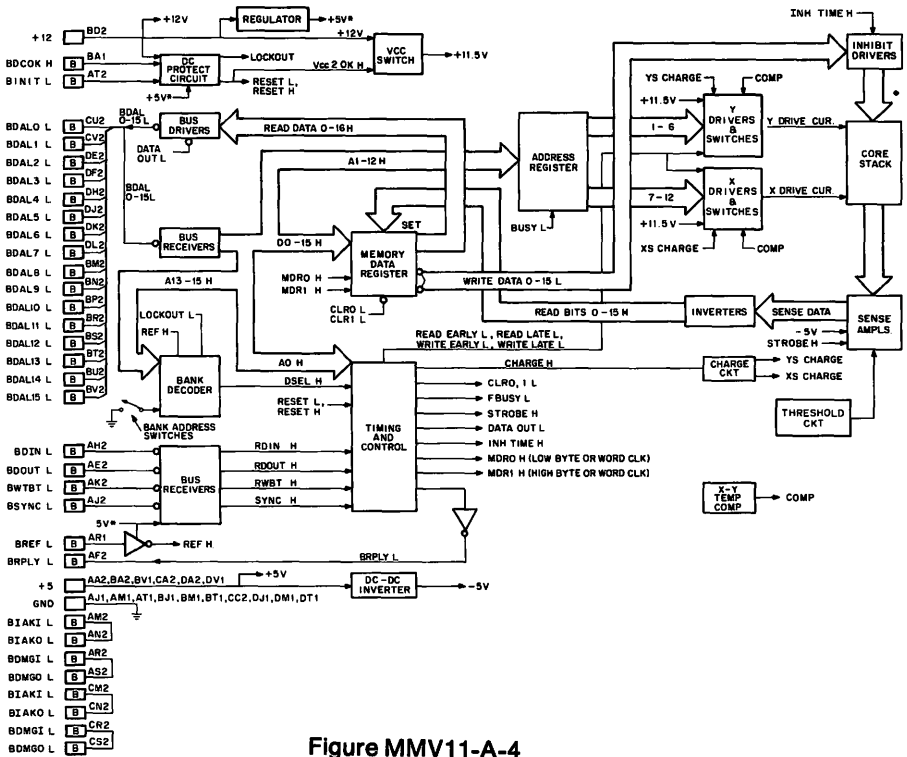 +12 BD2
BDCOK H B BA1
BINIT L B AT2
+12V
REGULATOR
+5V*
+12V
DC PROTECT CIRCUIT
LOCKOUT
VCC SWITCH
+11.5V
Vcc 2 OK H
RESET L, RESET H
+5V*
INH TIME H
INHIBIT DRIVERS
BDAL0 L B CU2
BDAL1 L B CV2
BDAL2 L B DE2
BDAL3 L B DF2
BDAL4 L B DH2
BDAL5 L B DJ2
BDAL6 L B DK2
BDAL7 L B DL2
BDAL8 L B BM2
BDAL9 L B BN2
BDAL10 L B BP2
BDAL11 L B BR2
BDAL12 L B BS2
BDAL13 L B BT2
BDAL14 L B BU2
BDAL15 L B BV2
BDAL 0-15 L
BUS DRIVERS
READ DATA 0-16H
DATA OUT L
BDAL 0-15L
BUS RECEIVERS
A1-12 H
ADDRESS REGISTER
BUSY L
1-6
7-12
YS CHARGE
COMP
+11.5V
Y DRIVERS & SWITCHES
Y DRIVE CUR.
X DRIVERS & SWITCHES
X DRIVE CUR.
+11.5V
XS CHARGE
COMP
CORE STACK
D0-15 H
SET
MEMORY DATA REGISTER
MDR0 H
MDR1 H
CLR0 L
CLR1 L
WRITE DATA 0-15 L
READ BITS 0-15 H
INVERTERS
SENSE DATA
SENSE AMPLS.
-5V
STROBE H
THRESHOLD CKT
A13-15 H
LOCKOUT L
REF H
BANK DECODER
BANK ADDRESS SWITCHES
A0 H
DSEL H
RESET L, RESET H
READ EARLY L, READ LATE L, WRITE EARLY L, WRITE LATE L
TIMING AND CONTROL
CHARGE H
CHARGE CKT
YS CHARGE
XS CHARGE
CLR0, 1 L
FBUSY L
STROBE H
DATA OUT L
INH TIME H
MDR0 H (LOW BYTE OR WORD CLK)
MDR1 H (HIGH BYTE OR WORD CLK)
X-Y TEMP COMP
COMP
BDIN L B AH2
BDOUT L B AE2
BWTBT L B AK2
BSYNC L B AJ2
BUS RECEIVERS
RDIN H
RDOUT H
RWBT H
SYNC H
5V*
BREF L B AR1
REF H
BRPLY L B AF2
BRPLY L
+5 AA2,BA2,BV1,CA2,DA2,DV1
+5V
DC-DC INVERTER
-5V
GND AJ1,AM1,AT1,BJ1,BM1,BT1,CC2,DJ1,DM1,DT1
BIAKI L B AM2
BIAKO L B AN2
BDMGI L B AR2
BDMGO L B AS2
BIAKI L B CM2
BIAKO L B CN2
BDMGI L B CR2
BDMGO L B CS2
Figure MMV11-A-4